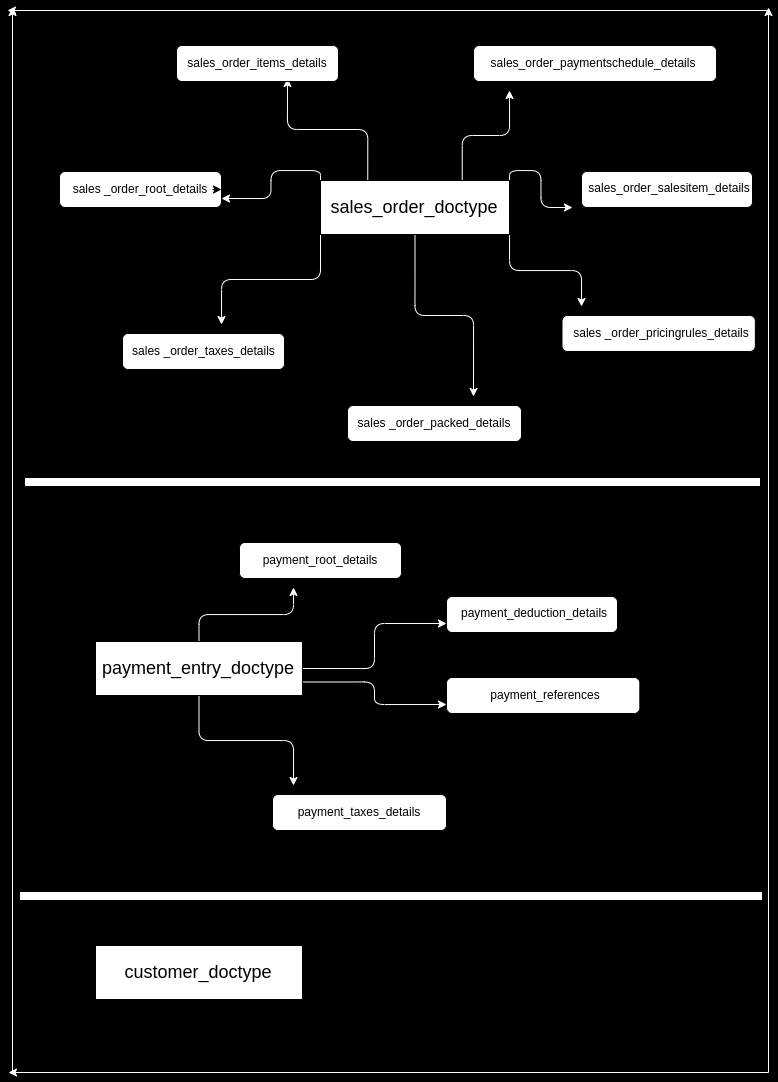 sales_order_items_details
sales_order_paymentschedule_details
sales _order_root_details
sales_order_salesitem_details
sales_order_doctype
sales _order_taxes_details
sales _order_pricingrules_details
sales _order_packed_details
payment_root_details
payment_deduction_details
payment_entry_doctype
payment_references
payment_taxes_details
customer_doctype